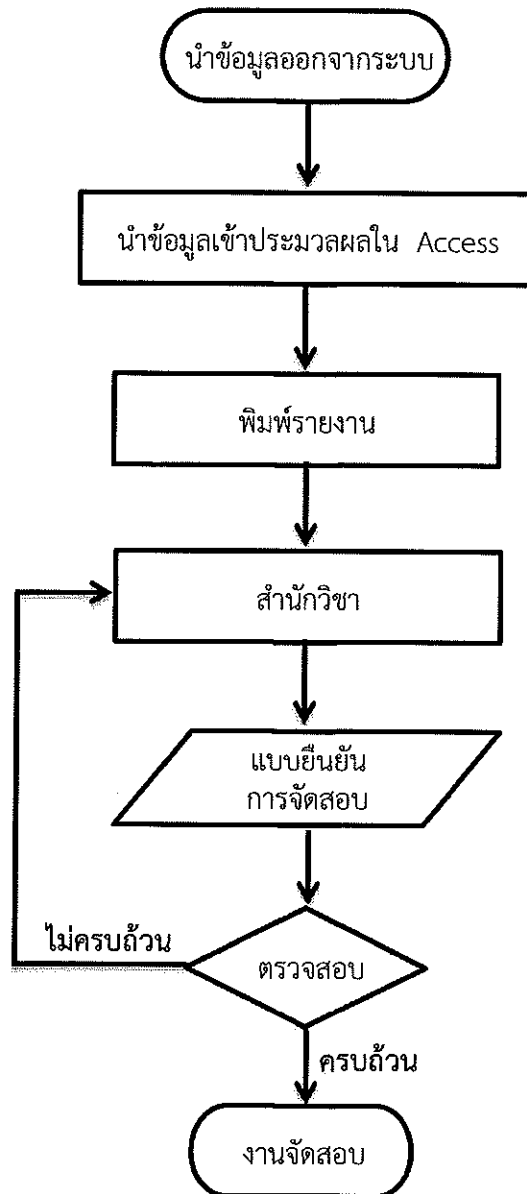 นำข้อมูลออกจากระบบ
นำข้อมูลเข้าประมวลผลใน Access
พิมพ์รายงาน
สำนักวิชา
แบบยืนยัน
การจัดสอบ
ไม่ครบถ้วน
ตรวจสอบ
ครบถ้วน
งานจัดสอบ